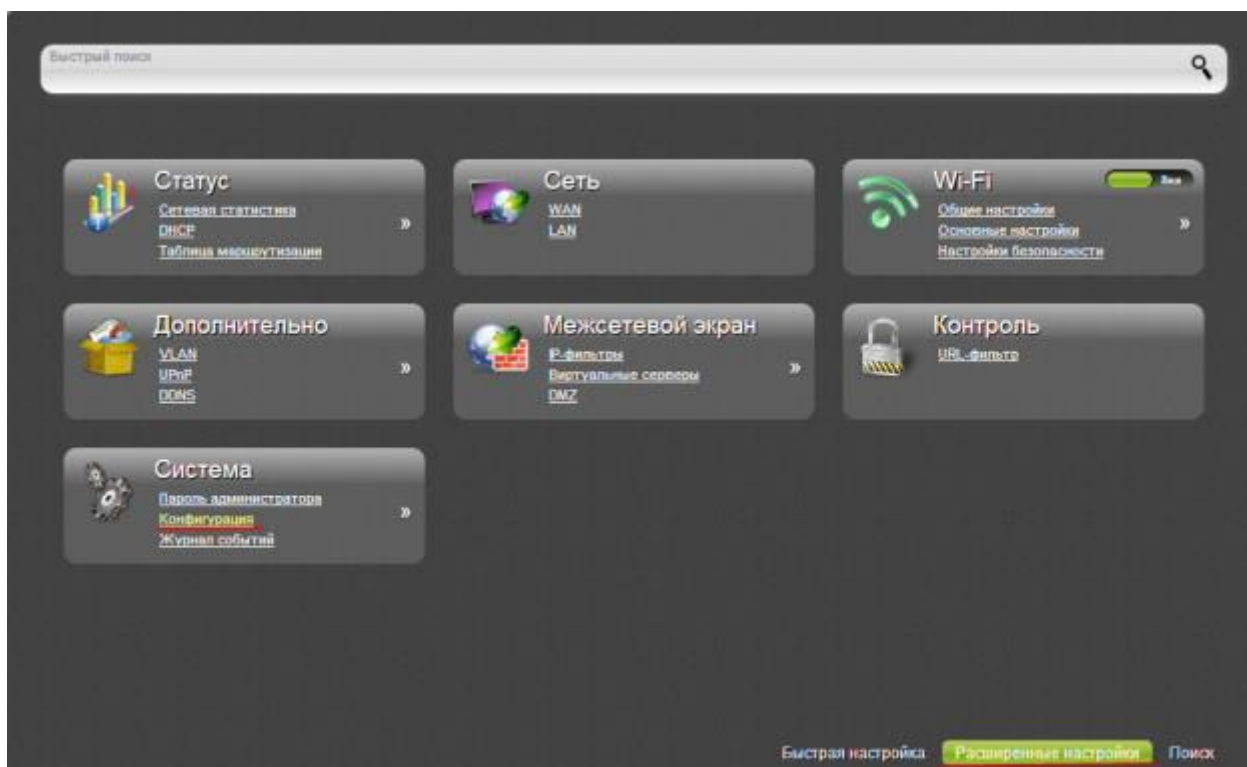 Быстрый поиск
Статус
Сетевая статистика
DHCP
Таблица маршрутизации
»
Сеть
WAN
LAN
Wi-Fi
Общие настройки
Основные настройки
Настройки безопасности
»
Дополнительно
VLAN
UPnP
DDNS
»
Межсетевой экран
IP-фильтры
Виртуальные серверы
DMZ
»
Контроль
URL-фильтр
Система
Пароль администратора
Конфигурация
Журнал событий
»
Быстрая настройка Расширенные настройки Поиск